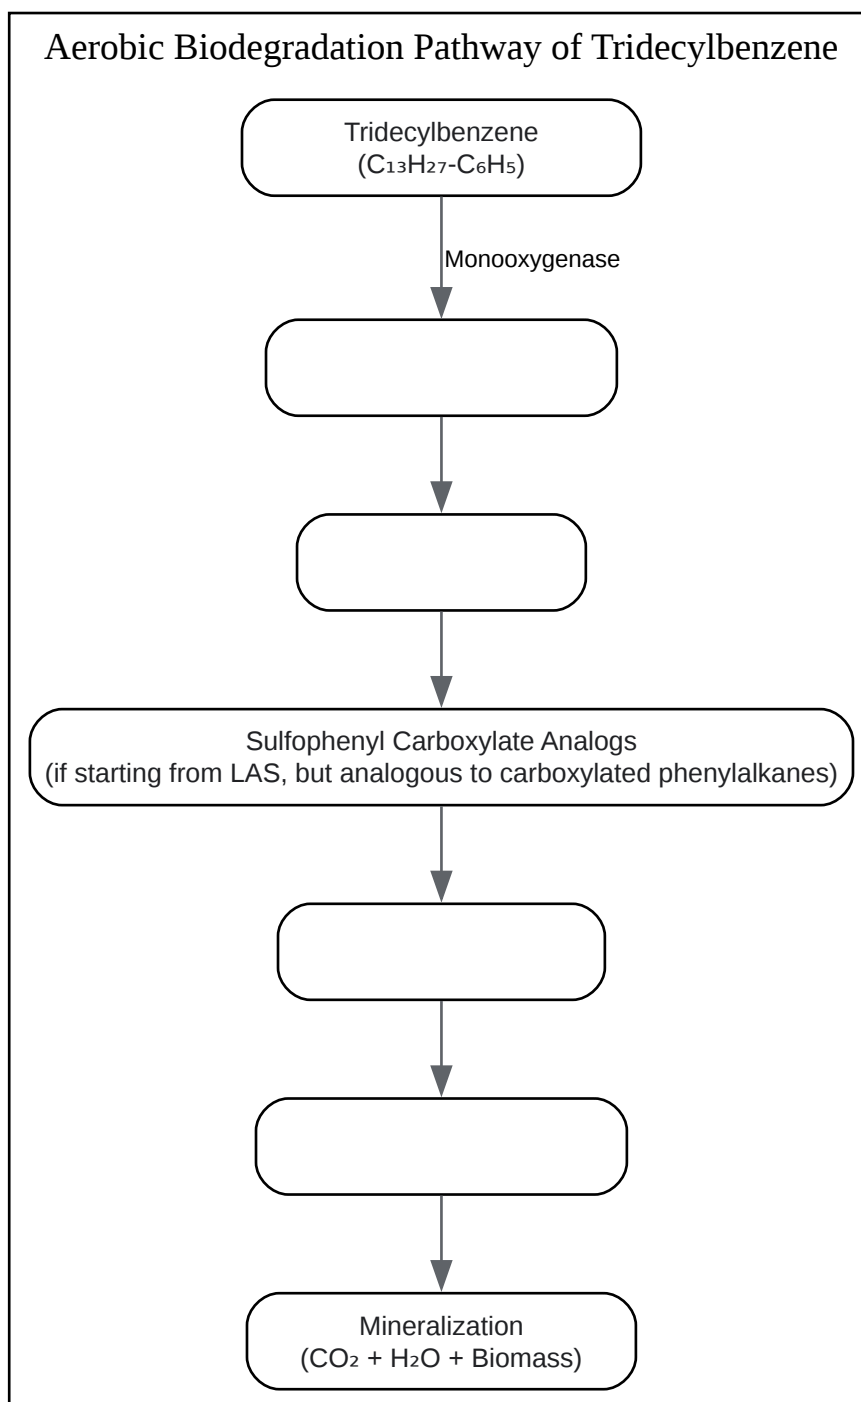 Aerobic Biodegradation Pathway of Tridecylbenzene
Tridecylbenzene
(C₁₃H₂₇-C₆H₅)
Monooxygenase
Sulfophenyl Carboxylate Analogs
(if starting from LAS, but analogous to carboxylated phenylalkanes)
Mineralization
(CO₂ + H₂O + Biomass)